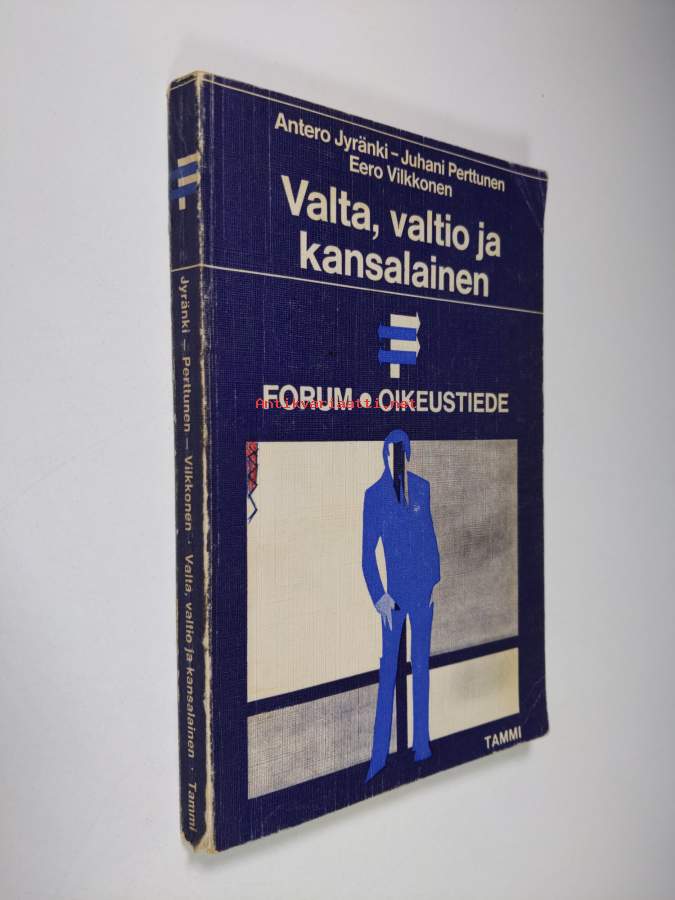 Antero Jyränki – Juhani Perttunen
Eero Vilkkonen
Valta, valtio ja
kansalainen
FORUM • OIKEUSTIEDE
Antikvariaatti.net
TAMMI
Jyränki – Perttunen – Vilkkonen · Valta, valtio ja kansalainen · Tammi